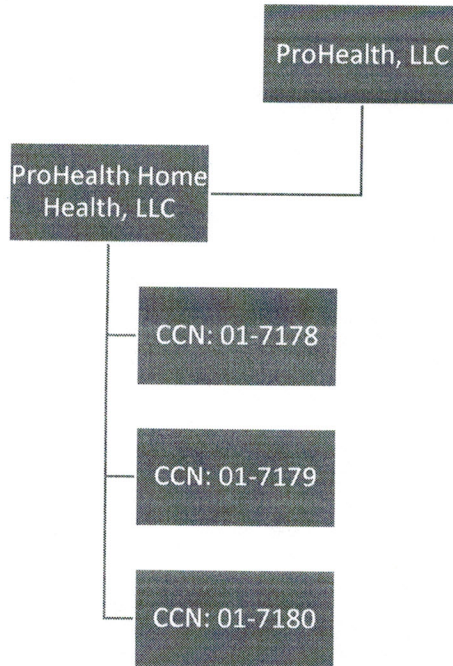 ProHealth, LLC
ProHealth Home
Health, LLC
CCN: 01-7178
CCN: 01-7179
CCN: 01-7180